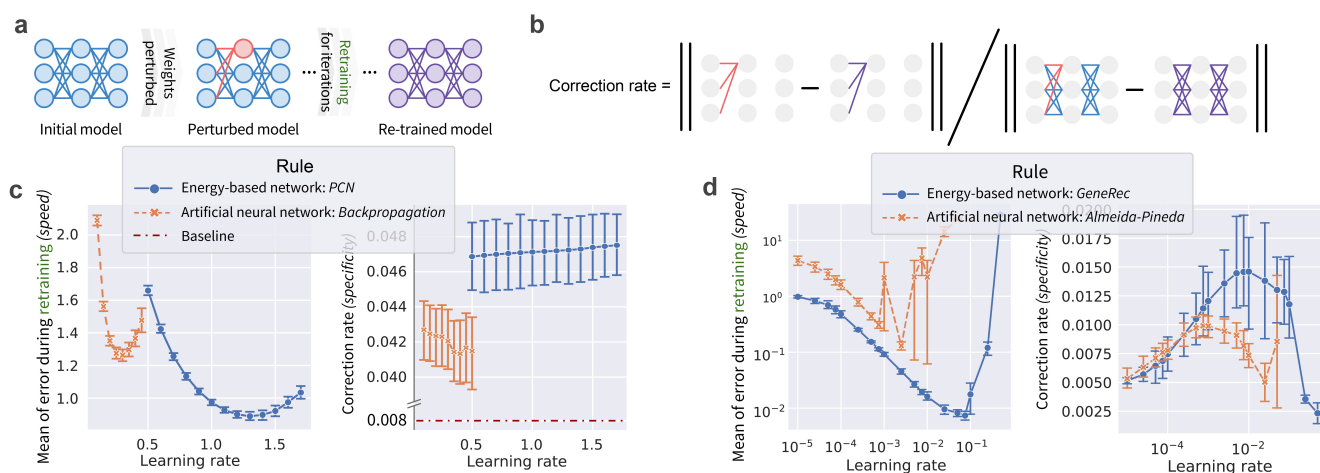 a
Weights
perturbed
Retraining
for iterations
Initial model
Perturbed model
Re-trained model
b
Correction rate =
c
Rule
Energy-based network: PCN
Artificial neural network: Backpropagation
Baseline
Mean of error during retraining (speed)
2.0
1.8
1.6
1.4
1.2
1.0
0.5
1.0
1.5
Learning rate
Correction rate (specificity)
0.048
0.046
0.044
0.042
0.040
0.008
0.5
1.0
1.5
Learning rate
d
Rule
Energy-based network: GeneRec
Artificial neural network: Almeida-Pineda
Mean of error during retraining (speed)
10¹
10⁰
10⁻¹
10⁻²
10⁻⁵
10⁻⁴
10⁻³
10⁻²
10⁻¹
Learning rate
Correction rate (specificity)
0.0200
0.0175
0.0150
0.0125
0.0100
0.0075
0.0050
0.0025
10⁻⁴
10⁻²
Learning rate